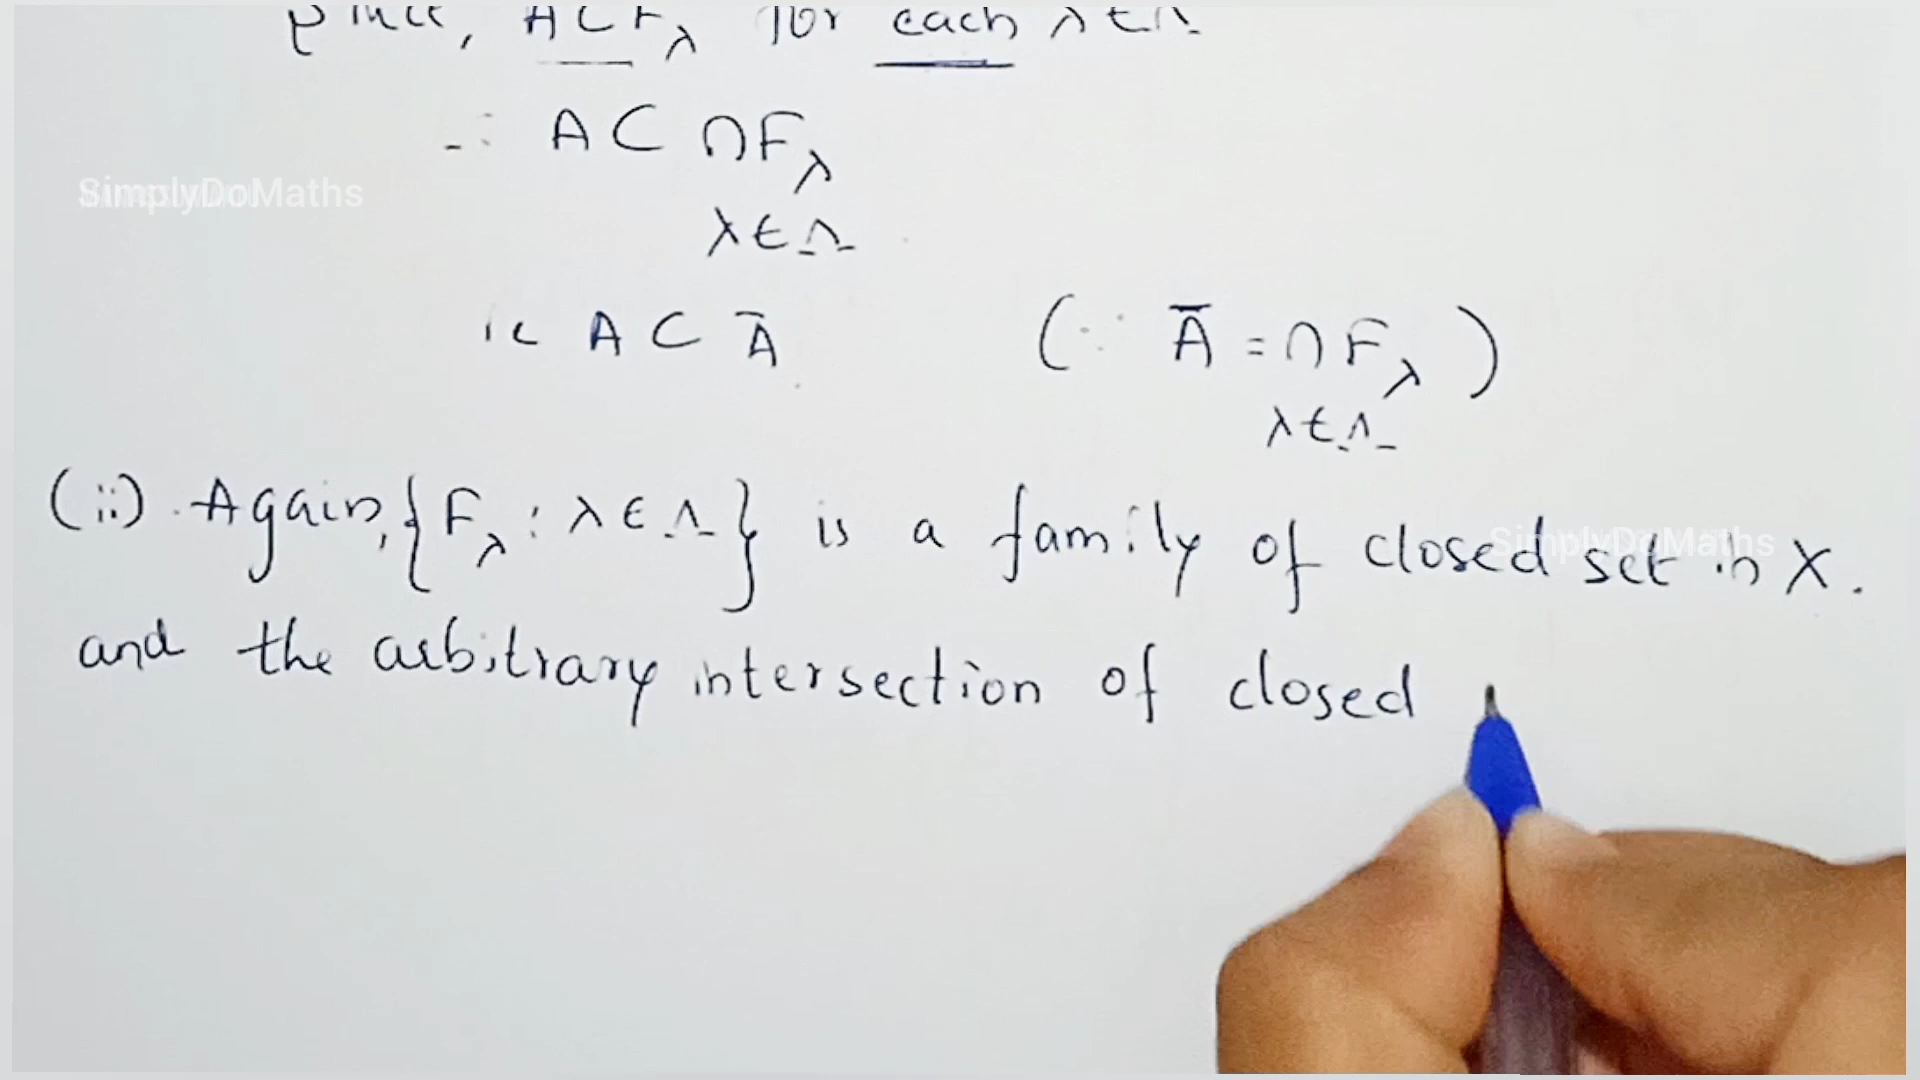 Since, A ⊂ F_λ for each λ ∈ Λ.
∴ A ⊂ ∩ F_λ
λ ∈ Λ
SimplyDoMaths
ie A ⊂ Ā (∵ Ā = ∩ F_λ)
λ ∈ Λ
(ii) Again, {F_λ : λ ∈ Λ} is a family of closed set in X.
SimplyDoMaths
and the arbitrary intersection of closed